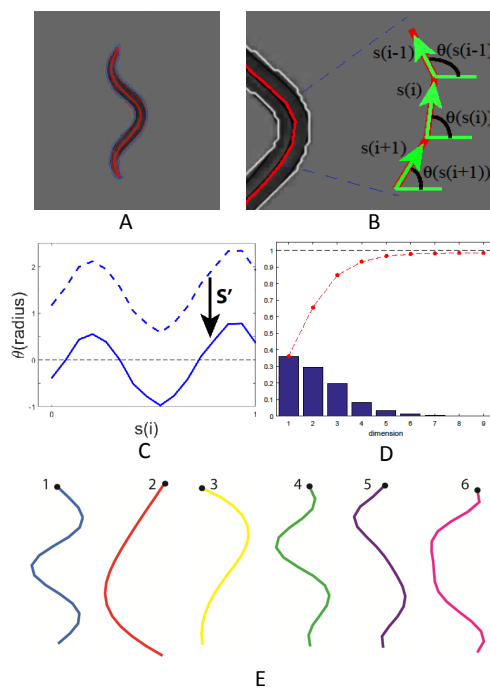 A
B
s(i-1)
θ(s(i-1)
s(i)
θ(s(i))
s(i+1)
θ(s(i+1))
θ(radius)
2
1
0
-1
0
1
s(i)
S'
C
1
0.9
0.8
0.7
0.6
0.5
0.4
0.3
0.2
0.1
0
1 2 3 4 5 6 7 8 9
dimension
D
1 2 3 4 5 6
E